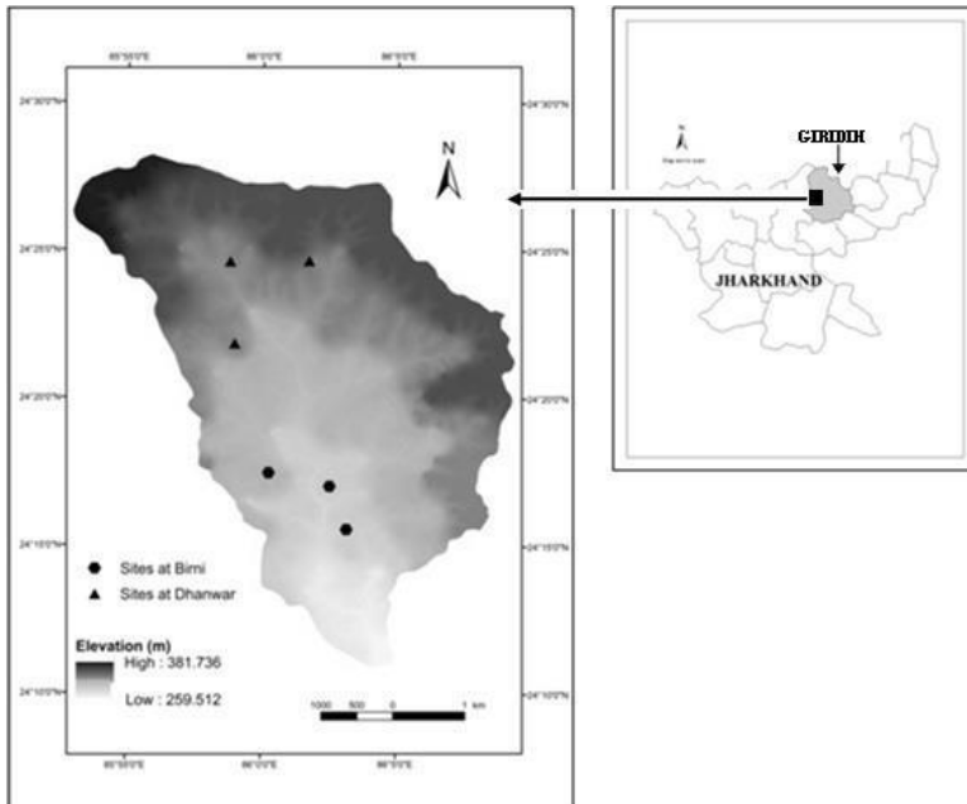 85°55'0"E 86°0'0"E 86°5'0"E
24°30'0"N 24°30'0"N
N
24°25'0"N 24°25'0"N
24°20'0"N 24°20'0"N
24°15'0"N 24°15'0"N
Sites at Birni
Sites at Dhanwar
Elevation (m)
High : 381.736
Low : 259.512
24°10'0"N 24°10'0"N
1000 500 0 1 km
85°55'0"E 86°0'0"E 86°5'0"E
GIRIDIH
N
JHARKHAND